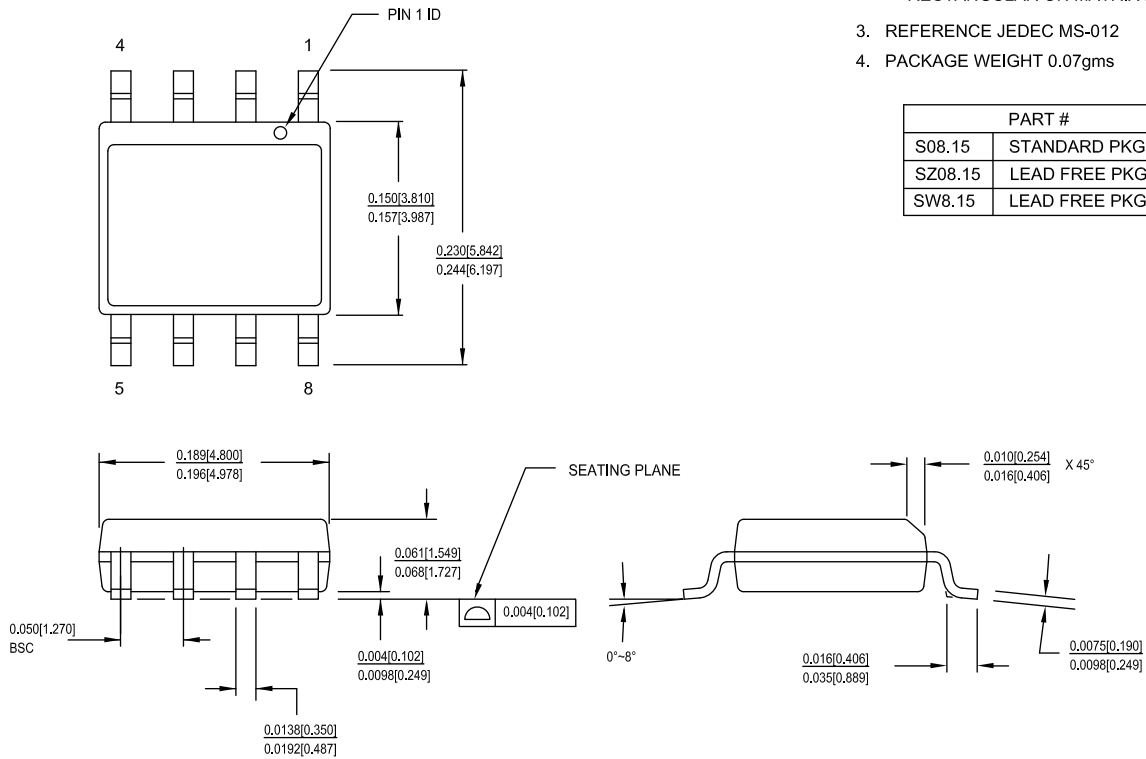 PIN 1 ID
3. REFERENCE JEDEC MS-012
4. PACKAGE WEIGHT 0.07gms
PART #
S08.15 STANDARD PKG
SZ08.15 LEAD FREE PKG
SW8.15 LEAD FREE PKG
4 1
0.150[3.810]
0.157[3.987]
0.230[5.842]
0.244[6.197]
5 8
0.189[4.800]
0.196[4.978]
SEATING PLANE
0.010[0.254]
0.016[0.406]
X 45°
0.061[1.549]
0.068[1.727]
0.004[0.102]
0.050[1.270]
BSC
0.004[0.102]
0.0098[0.249]
0°~8°
0.016[0.406]
0.035[0.889]
0.0075[0.190]
0.0098[0.249]
0.0138[0.350]
0.0192[0.487]